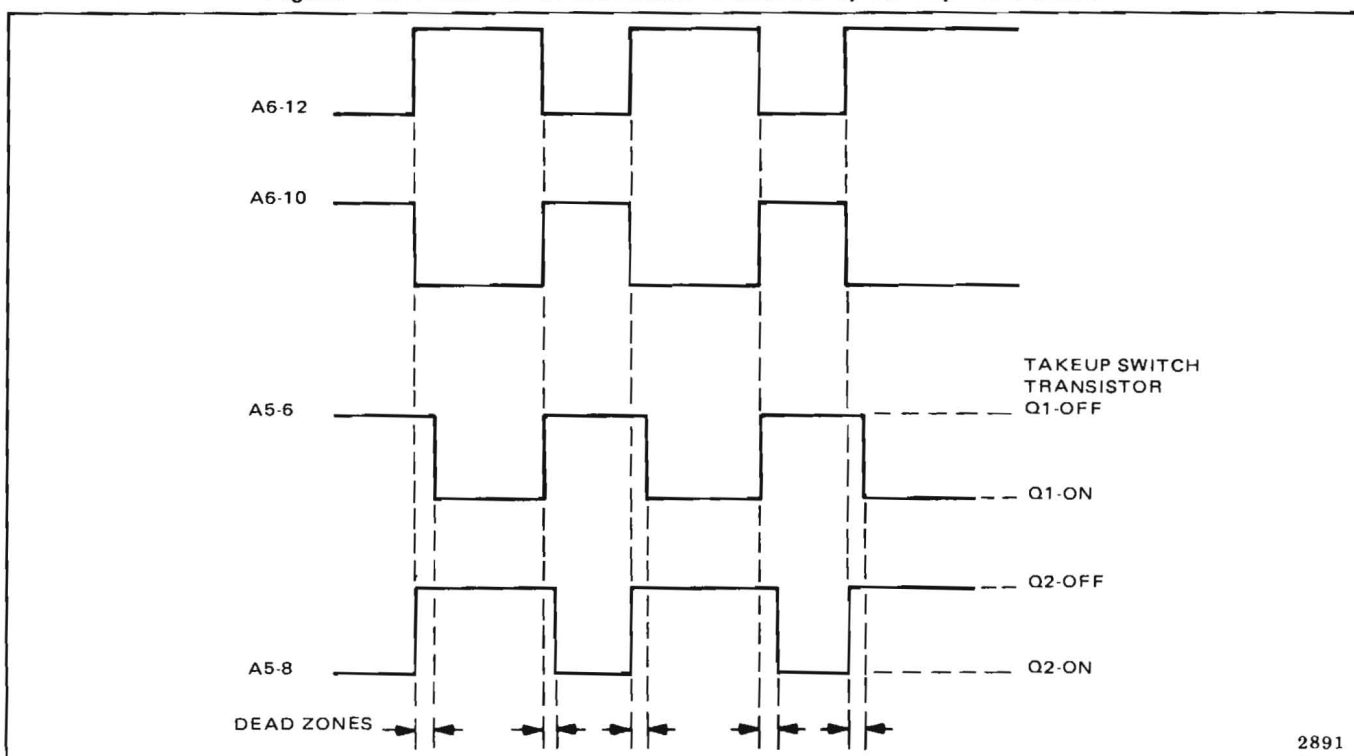 A6-12
A6-10
TAKEUP SWITCH
TRANSISTOR
A5-6
Q1-OFF
Q1-ON
Q2-OFF
A5-8
Q2-ON
DEAD ZONES
2891